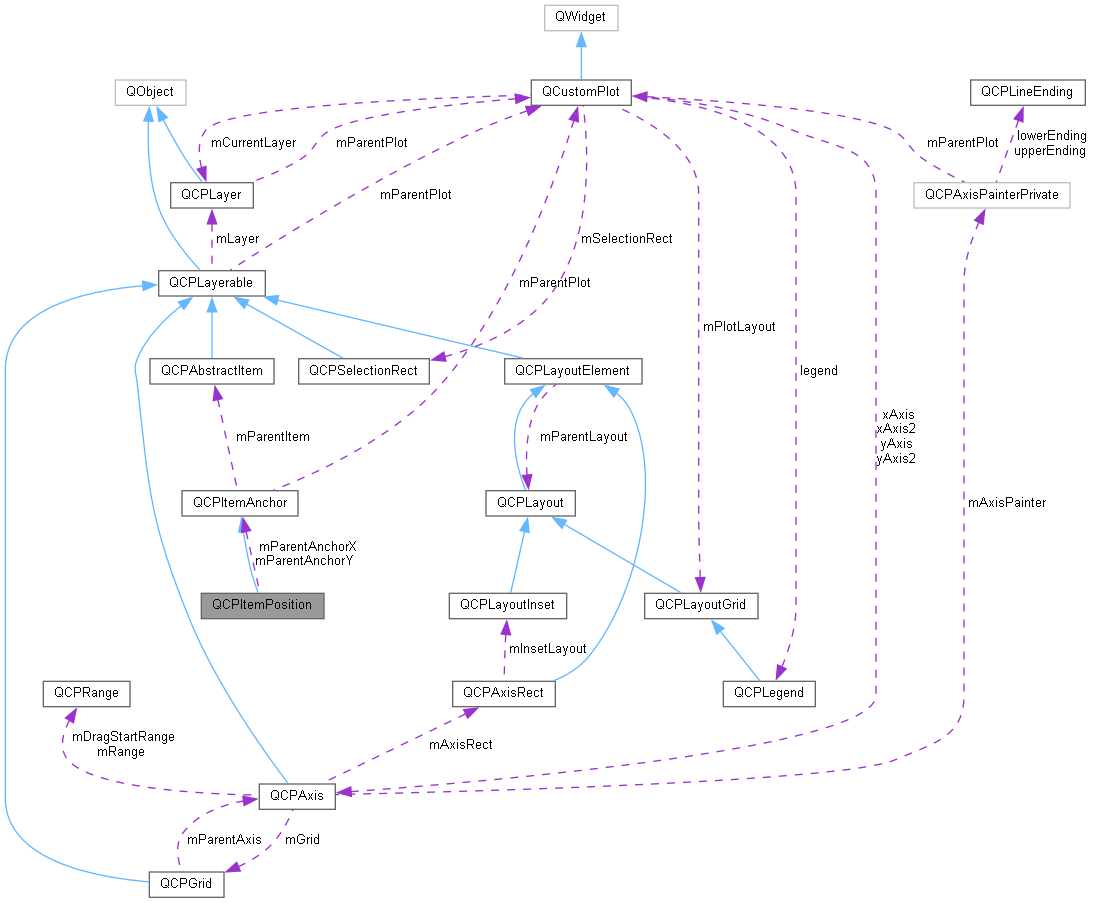 QWidget
QObject
QCustomPlot
QCPLineEnding
mCurrentLayer
mParentPlot
mParentPlot
lowerEnding
upperEnding
QCPLayer
mParentPlot
QCPAxisPainterPrivate
mLayer
mSelectionRect
QCPLayerable
mParentPlot
mPlotLayout
QCPAbstractItem
QCPSelectionRect
QCPLayoutElement
legend
xAxis
xAxis2
yAxis
yAxis2
mParentItem
mParentLayout
QCPItemAnchor
QCPLayout
mAxisPainter
mParentAnchorX
mParentAnchorY
QCPItemPosition
QCPLayoutInset
QCPLayoutGrid
mInsetLayout
QCPRange
QCPAxisRect
QCPLegend
mDragStartRange
mRange
mAxisRect
QCPAxis
mParentAxis
mGrid
QCPGrid